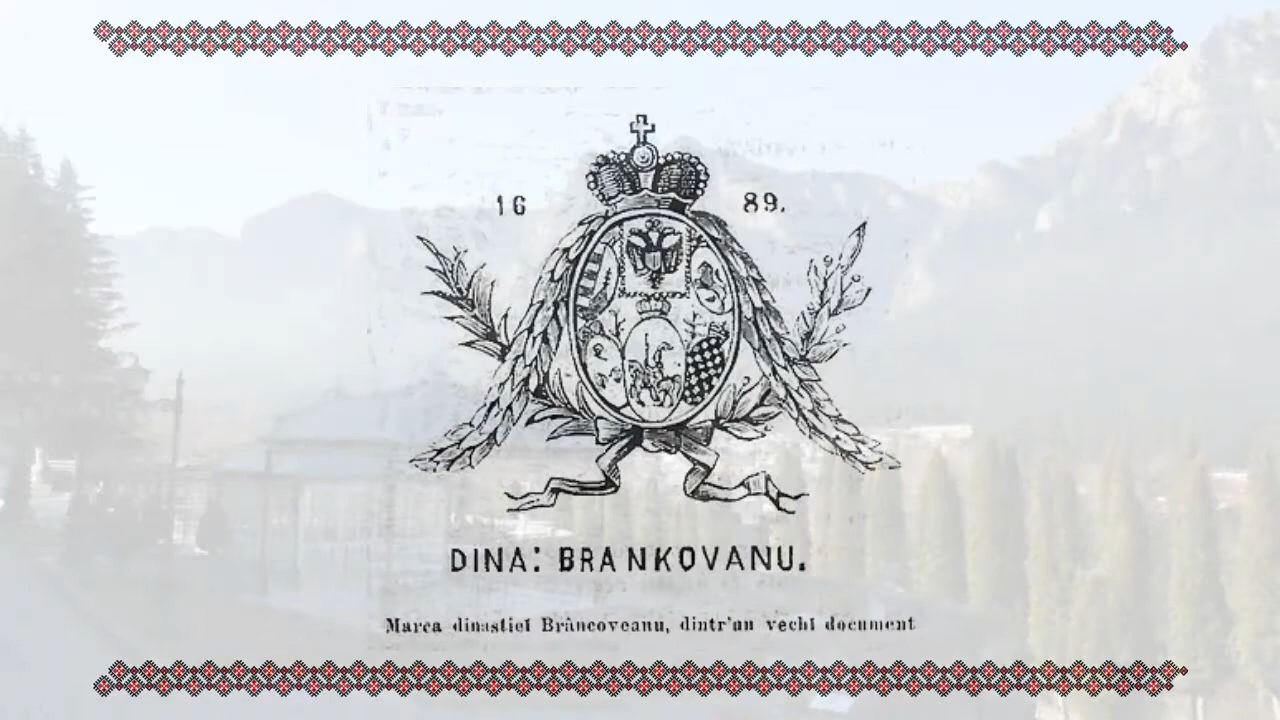 16 89.
DINA: BRANKOVANU.
Marca dinastiei Brâncoveanu, dintr'un vechi document